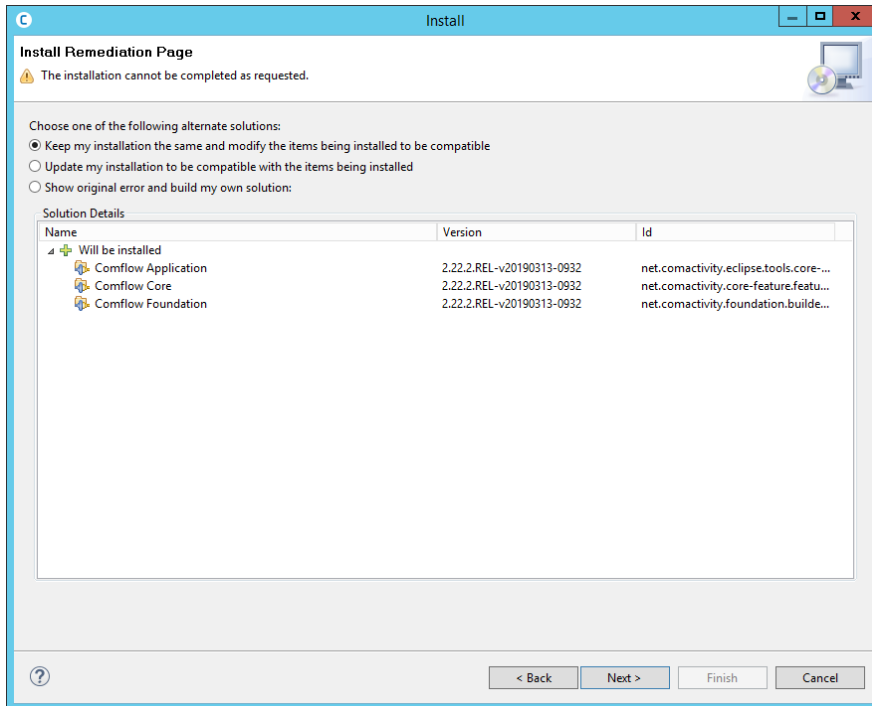 C
Install
Install Remediation Page
The installation cannot be completed as requested.
Choose one of the following alternate solutions:
Keep my installation the same and modify the items being installed to be compatible
Update my installation to be compatible with the items being installed
Show original error and build my own solution:
Solution Details
Name Version Id
Will be installed
Comflow Application 2.22.2.REL-v20190313-0932 net.comactivity.eclipse.tools.core-...
Comflow Core 2.22.2.REL-v20190313-0932 net.comactivity.core-feature.featu...
Comflow Foundation 2.22.2.REL-v20190313-0932 net.comactivity.foundation.builde...
? < Back Next > Finish Cancel